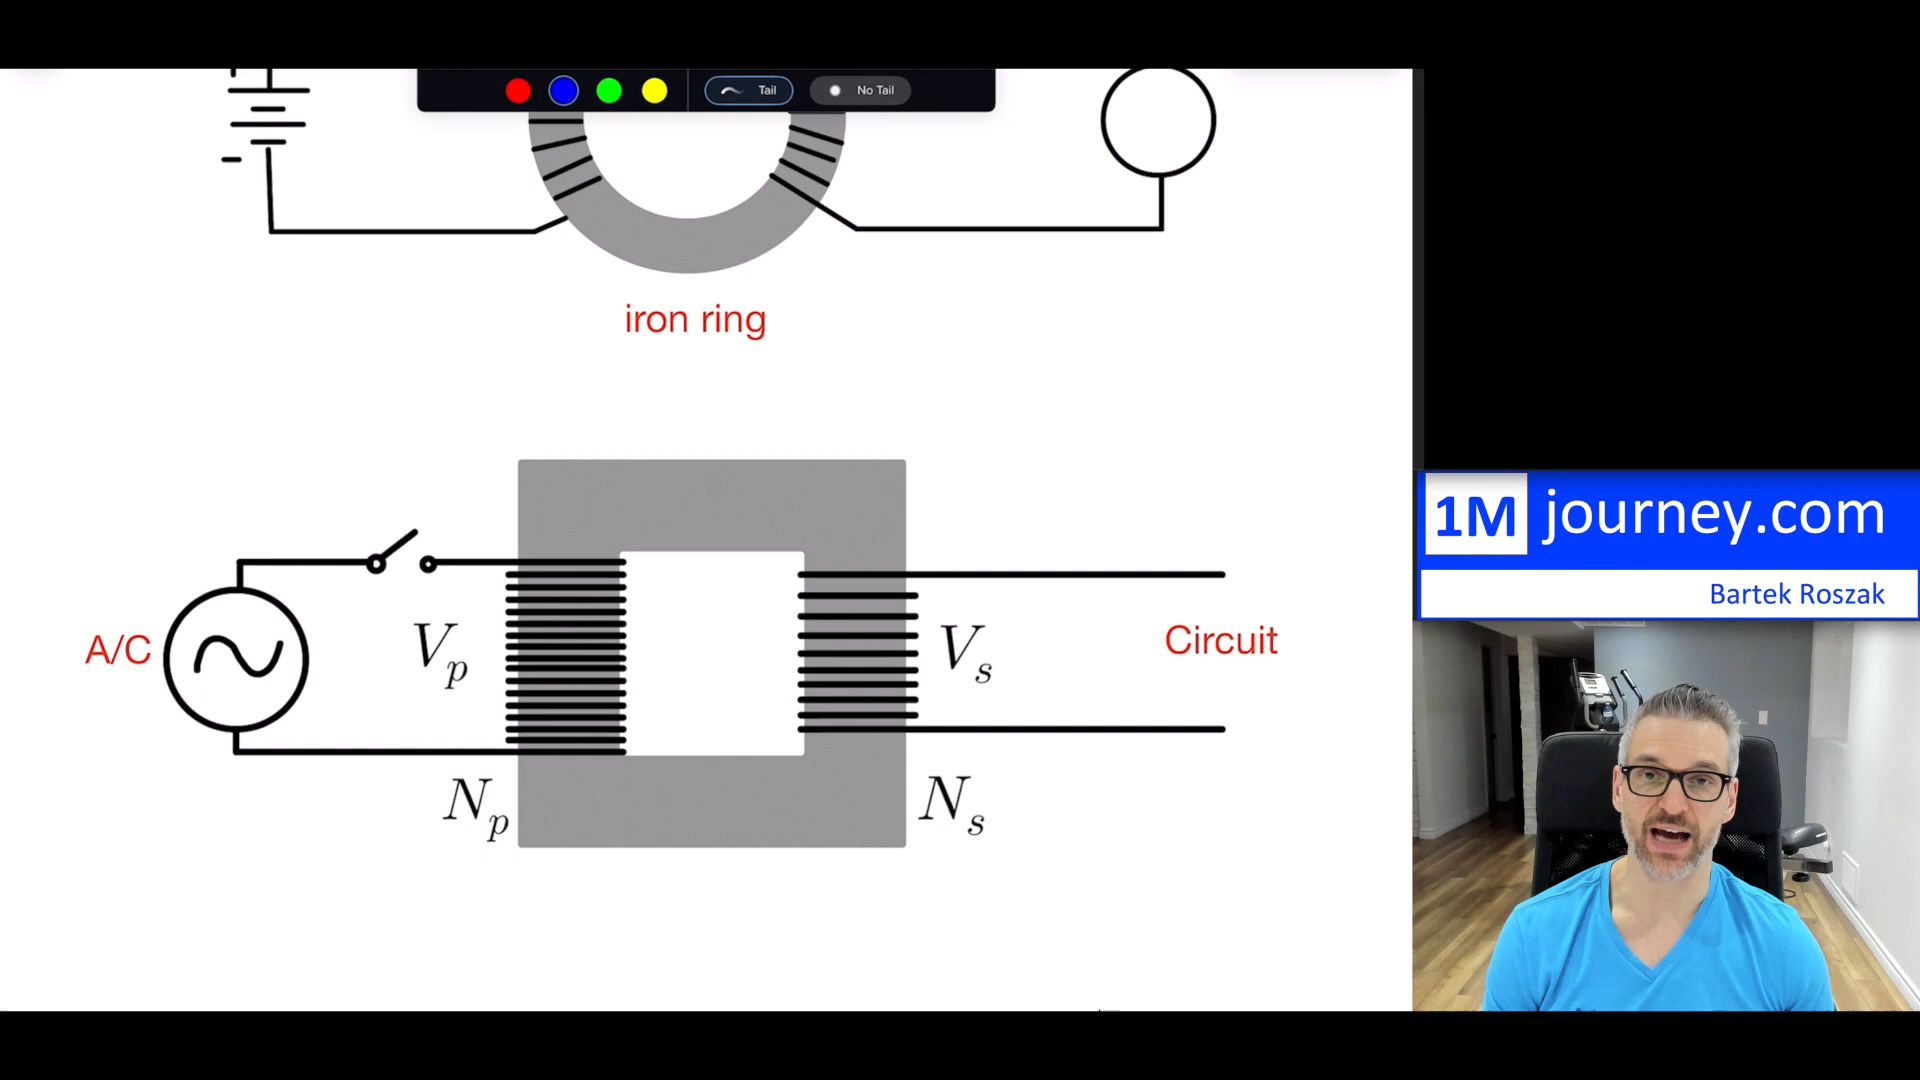 Tail
No Tail
iron ring
1M journey.com
Bartek Roszak
A/C
Vp
Vs
Circuit
Np
Ns